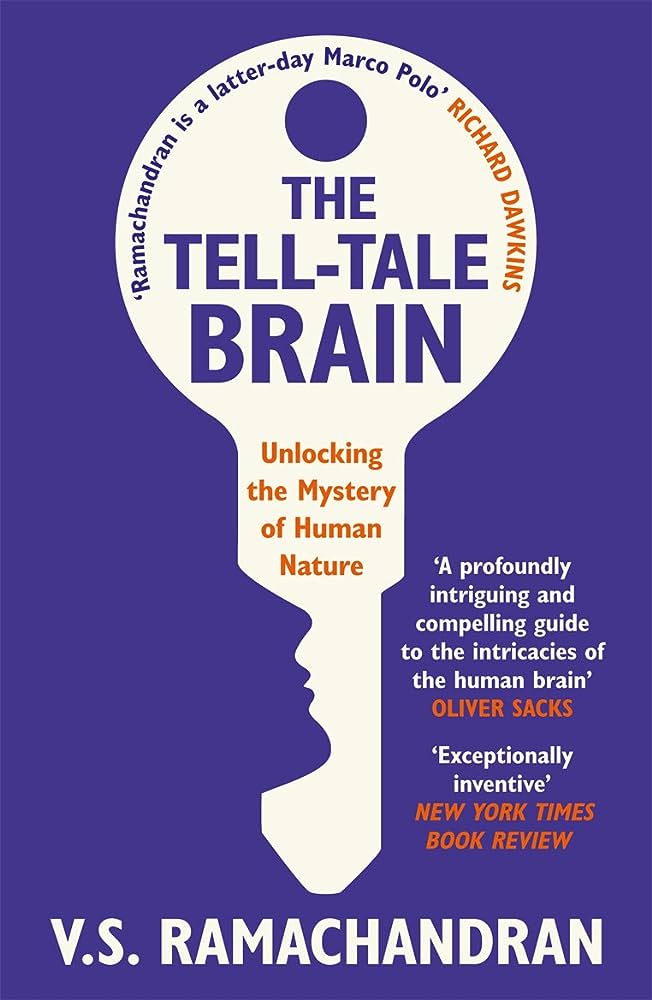 ‘Ramachandran is a latter-day Marco Polo’ RICHARD DAWKINS
THE
TELL-TALE
BRAIN
Unlocking
the Mystery
of Human
Nature
‘A profoundly
intriguing and
compelling guide
to the intricacies of
the human brain’
OLIVER SACKS
‘Exceptionally
inventive’
NEW YORK TIMES
BOOK REVIEW
V.S. RAMACHANDRAN